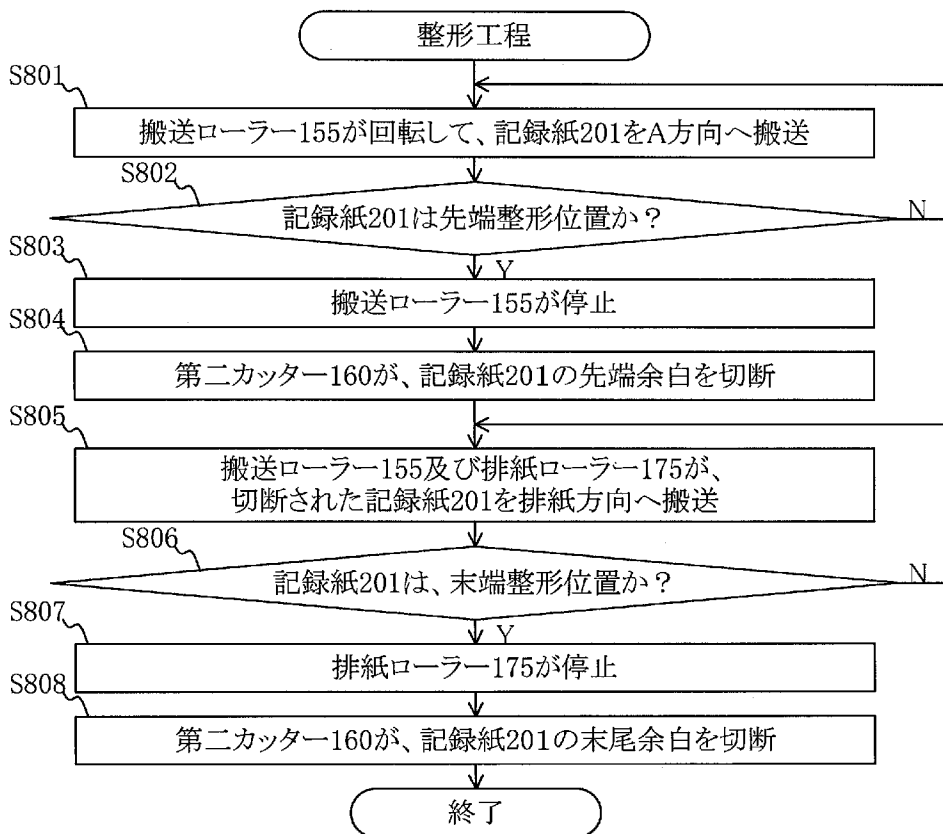 整形工程
S801
搬送ローラー155が回転して、記録紙201をA方向へ搬送
S802
記録紙201は先端整形位置か？
N
S803
Y
搬送ローラー155が停止
S804
第二カッター160が、記録紙201の先端余白を切断
S805
搬送ローラー155及び排紙ローラー175が、
切断された記録紙201を排紙方向へ搬送
S806
記録紙201は、末端整形位置か？
N
S807
Y
排紙ローラー175が停止
S808
第二カッター160が、記録紙201の末尾余白を切断
終了